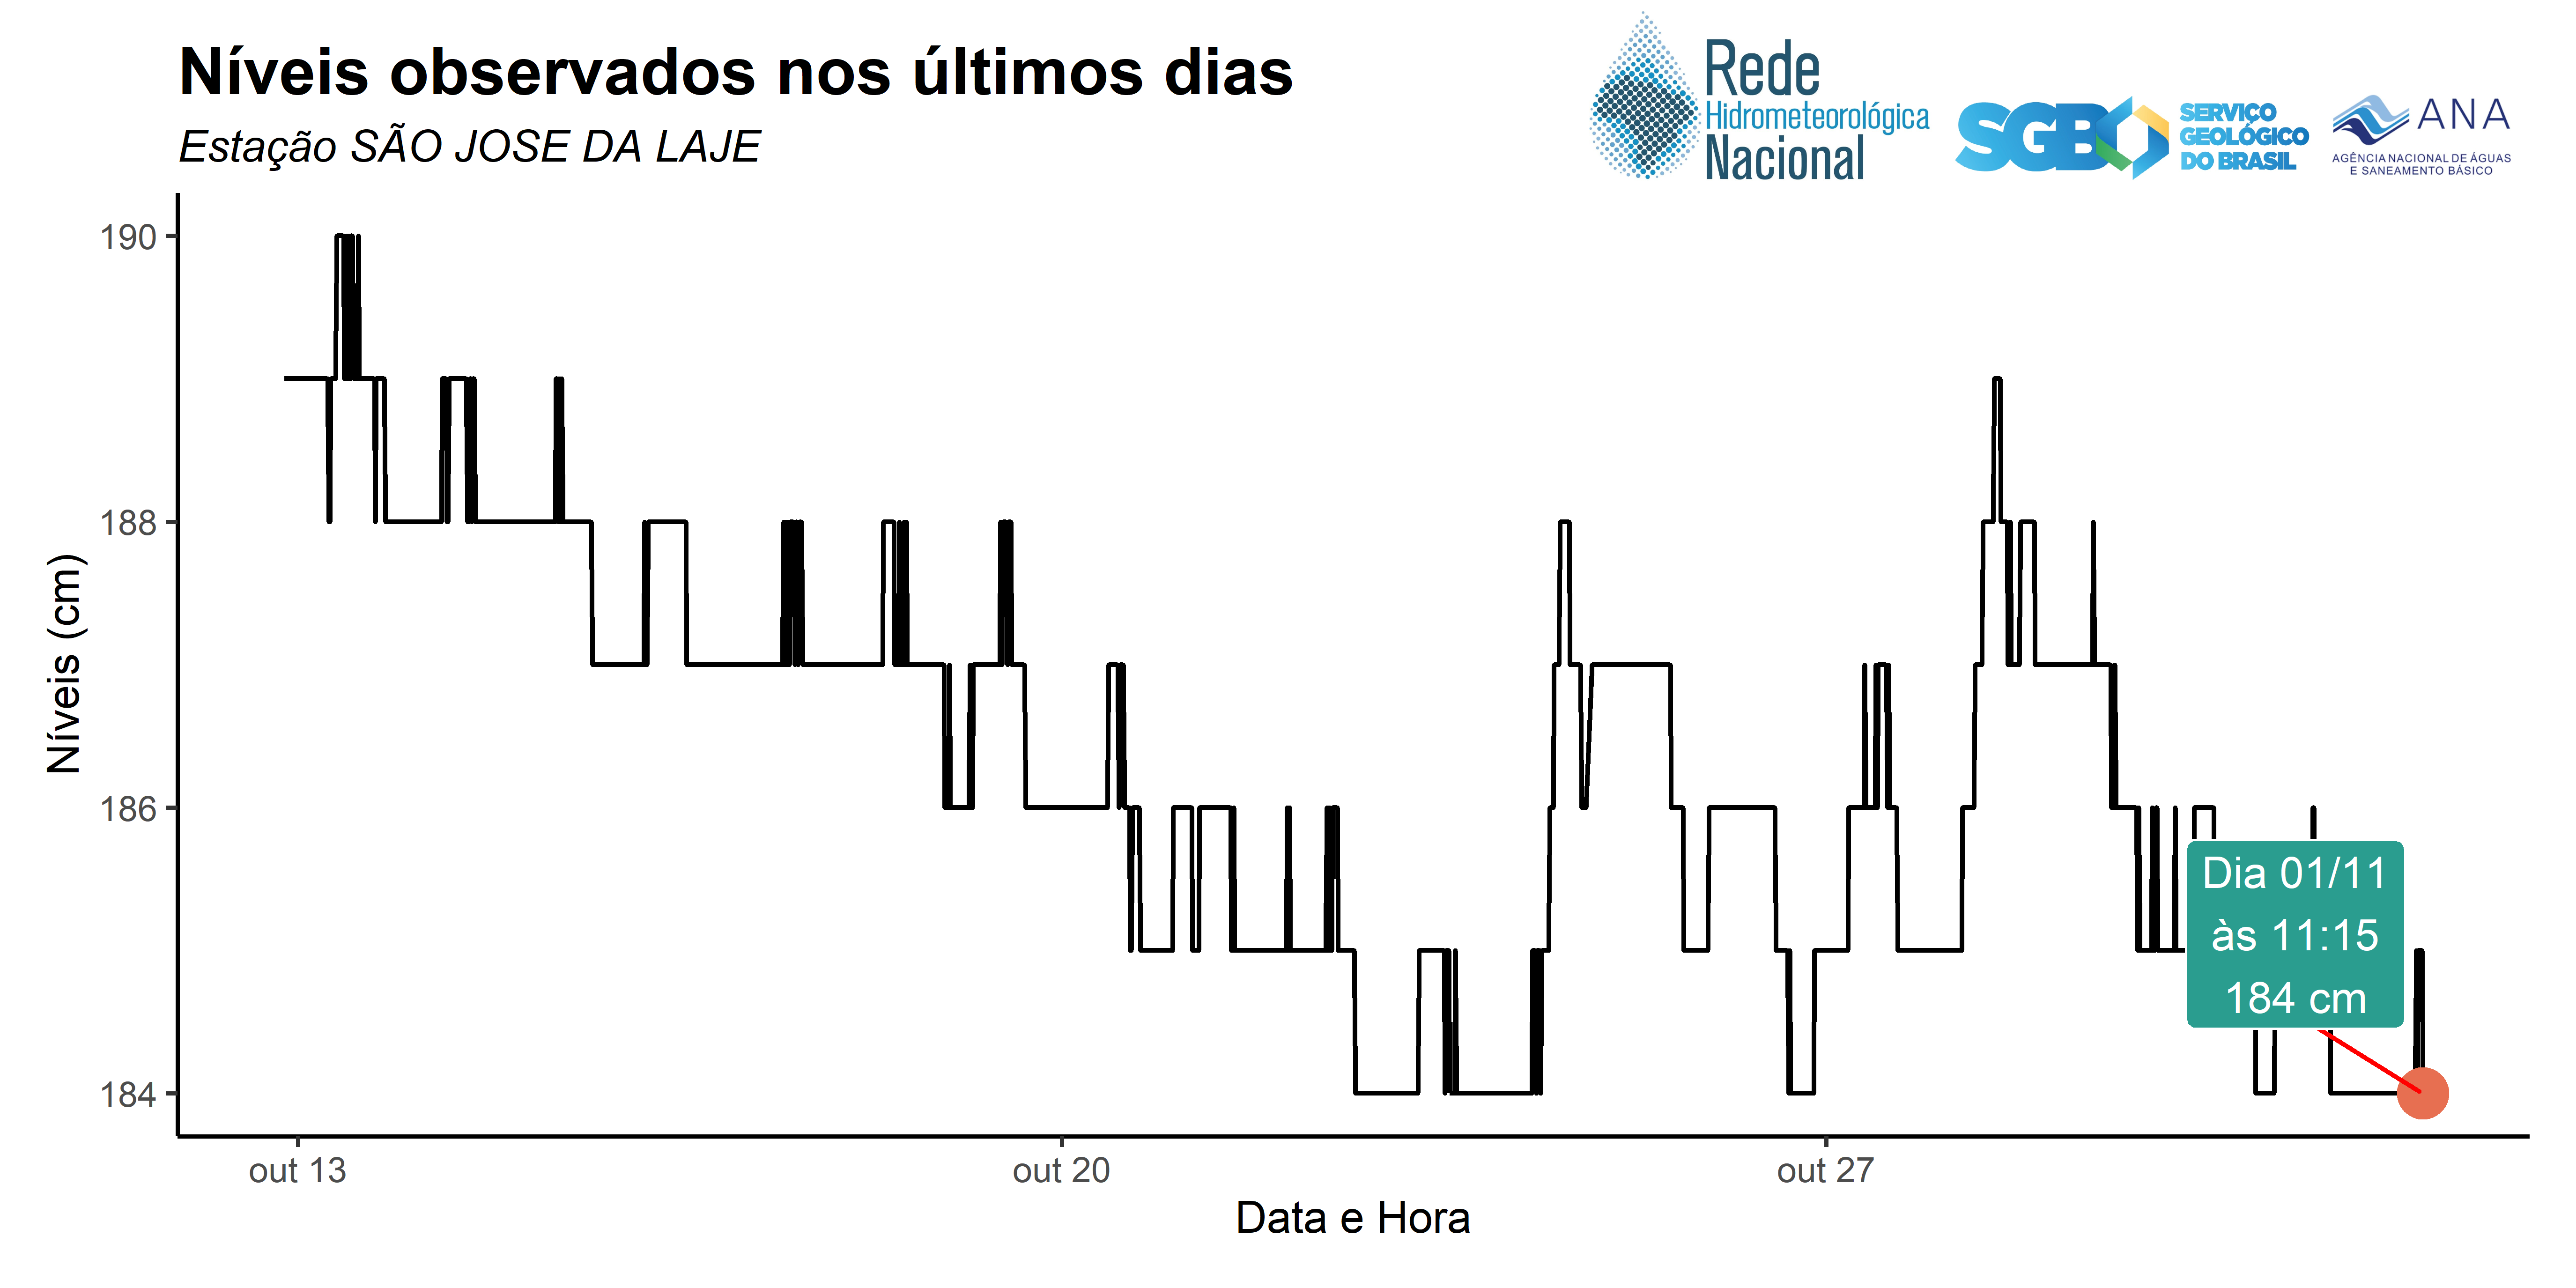 Níveis observados nos últimos dias
Estação SÃO JOSE DA LAJE
Rede
Hidrometeorológica
Nacional
SGB
SERVIÇO
GEOLÓGICO
DO BRASIL
ANA
AGÊNCIA NACIONAL DE ÁGUAS
E SANEAMENTO BÁSICO
Níveis (cm)
190
188
186
184
Dia 01/11
às 11:15
184 cm
out 13
out 20
out 27
Data e Hora